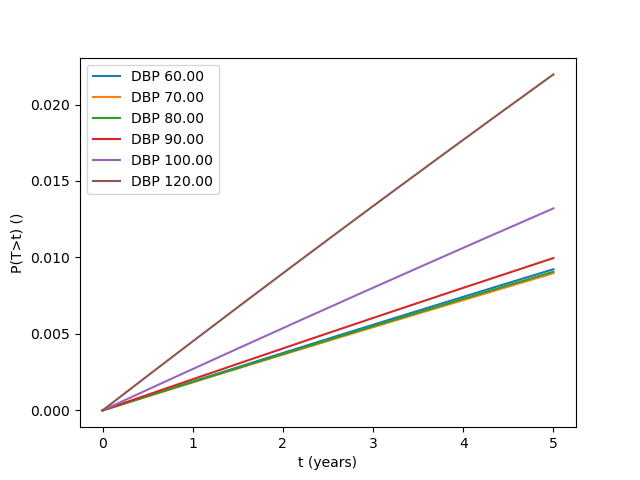 DBP 60.00
DBP 70.00
DBP 80.00
DBP 90.00
DBP 100.00
DBP 120.00
0.020
0.015
0.010
0.005
0.000
P(T>t) ()
0 1 2 3 4 5
t (years)